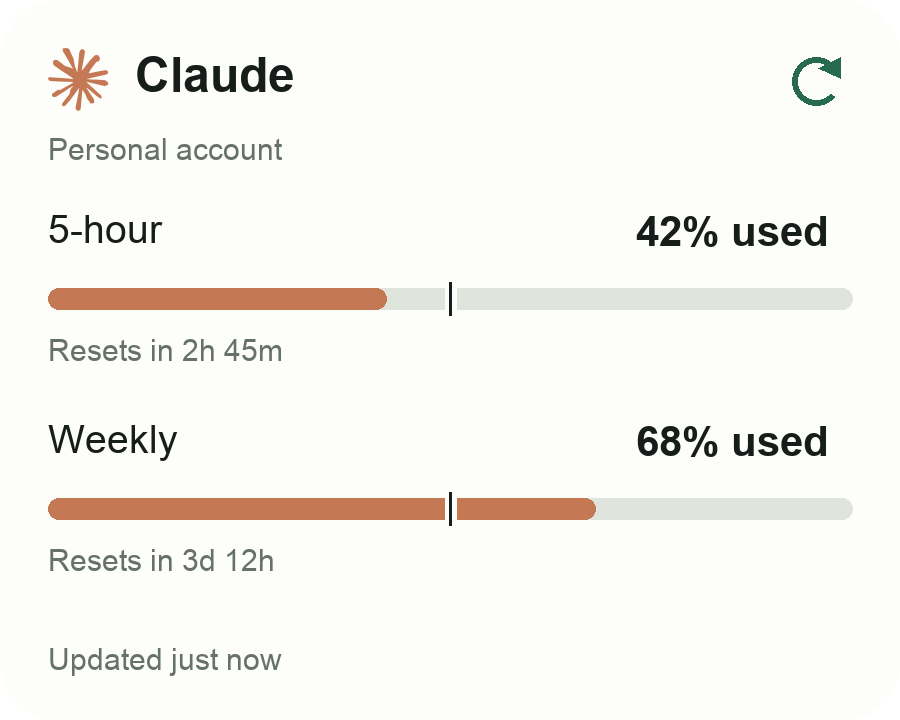 Claude
Personal account
5-hour
42% used
Resets in 2h 45m
Weekly
68% used
Resets in 3d 12h
Updated just now